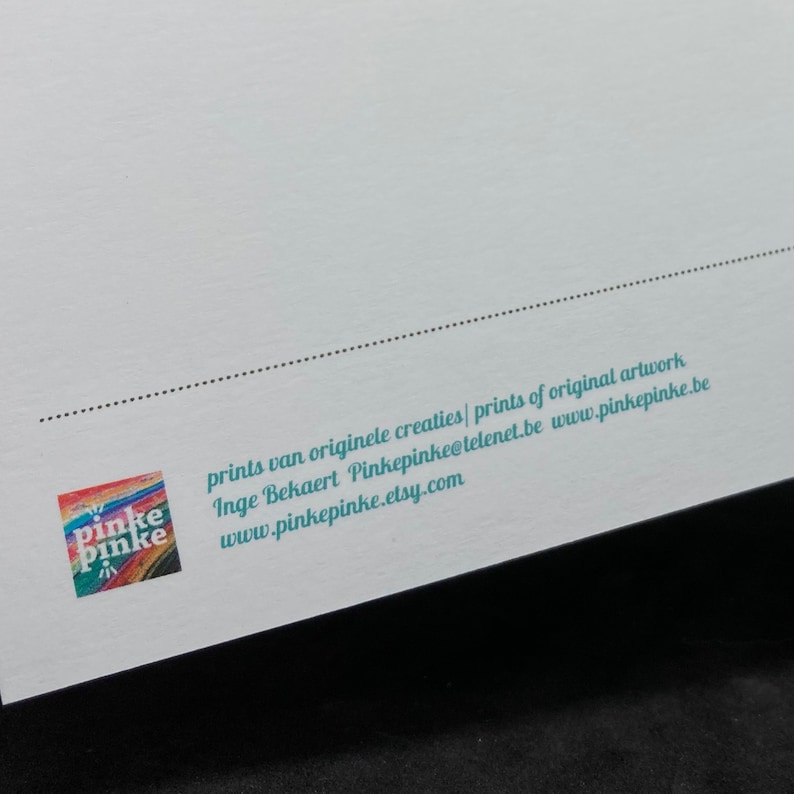 prints van originele creaties| prints of original artwork
Inge Bekaert Pinkepinke@telenet.be www.pinkepinke.be
www.pinkepinke.etsy.com
pinke
pinke